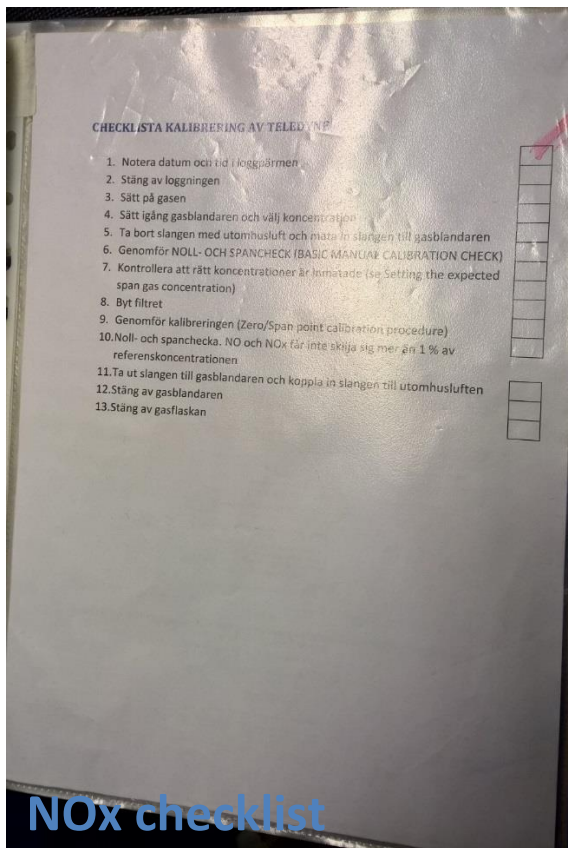 CHECKLISTA KALIBRERING AV TELEDYNE
1. Notera datum och tid i loggpärmen
2. Stäng av loggningen
3. Sätt på gasen
4. Sätt igång gasblandaren och välj koncentration
5. Ta bort slangen med utomhusluft och mata in slangen till gasblandaren
6. Genomför NOLL- OCH SPANCHECK (BASIC MANUAL CALIBRATION CHECK)
7. Kontrollera att rätt koncentrationer är inmatade (se Setting the expected
span gas concentration)
8. Byt filtret
9. Genomför kalibreringen (Zero/Span point calibration procedure)
10.Noll- och spanchecka. NO och NOx får inte skilja sig mer än 1 % av
referenskoncentrationen
11.Ta ut slangen till gasblandaren och koppla in slangen till utomhusluften
12.Stäng av gasblandaren
13.Stäng av gasflaskan
NOx checklist